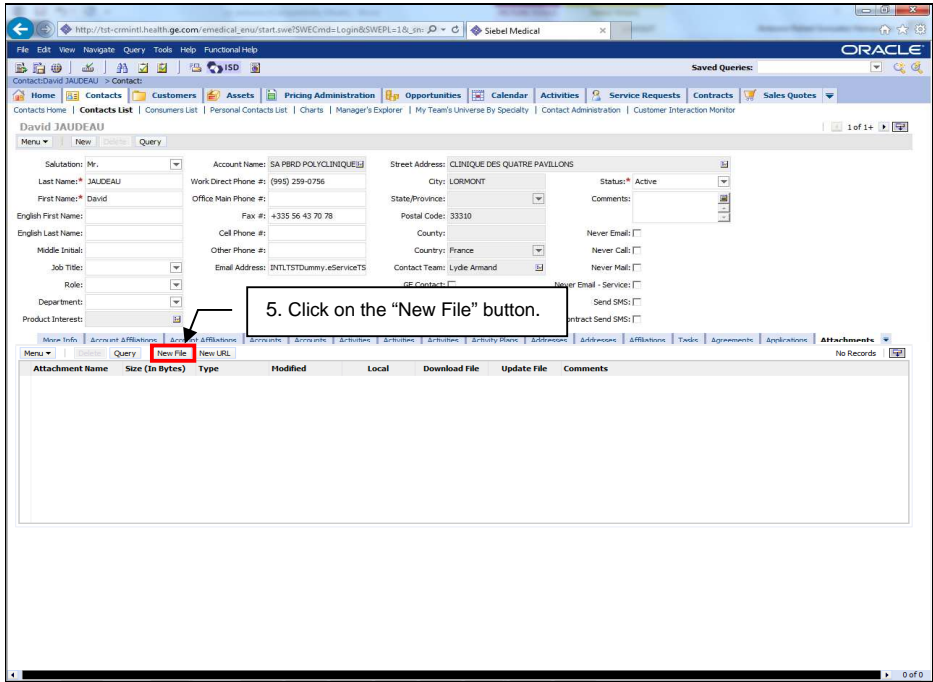 http://tst-crmintl.health.ge.com/emedical_enu/start.swe?SWECmd=Login&SWEPL=1&_sn: Siebel Medical
File Edit View Navigate Query Tools Help Functional Help ORACLE
ISD Saved Queries:
Contact:David JAUDEAU > Contact:
Home Contacts Customers Assets Pricing Administration Opportunities Calendar Activities Service Requests Contracts Sales Quotes
Contacts Home | Contacts List | Consumers List | Personal Contacts List | Charts | Manager's Explorer | My Team's Universe By Specialty | Contact Administration | Customer Interaction Monitor
David JAUDEAU 1 of 1+
Menu New Delete Query
Salutation: Mr. Account Name: SA PBRD POLYCLINIQUE Street Address: CLINIQUE DES QUATRE PAVILLONS
Last Name:* JAUDEAU Work Direct Phone #: (995) 259-0756 City: LORMONT Status:* Active
First Name:* David Office Main Phone #: State/Province: Comments:
English First Name: Fax #: +335 56 43 70 78 Postal Code: 33310
English Last Name: Cell Phone #: County: Never Email:
Middle Initial: Other Phone #: Country: France Never Call:
Job Title: Email Address: INTLTSTDummy.eServiceTS Contact Team: Lydie Armand Never Mail:
Role: GE Contact: Never Email - Service:
Department: Send SMS:
Product Interest: Contract Send SMS:
5. Click on the “New File” button.
More Info Account Affiliations Account Affiliations Accounts Accounts Activities Activities Activities Activity Plans Addresses Addresses Affiliations Tasks Agreements Applications Attachments
Menu Delete Query New File New URL No Records
Attachment Name Size (In Bytes) Type Modified Local Download File Update File Comments
0 of 0